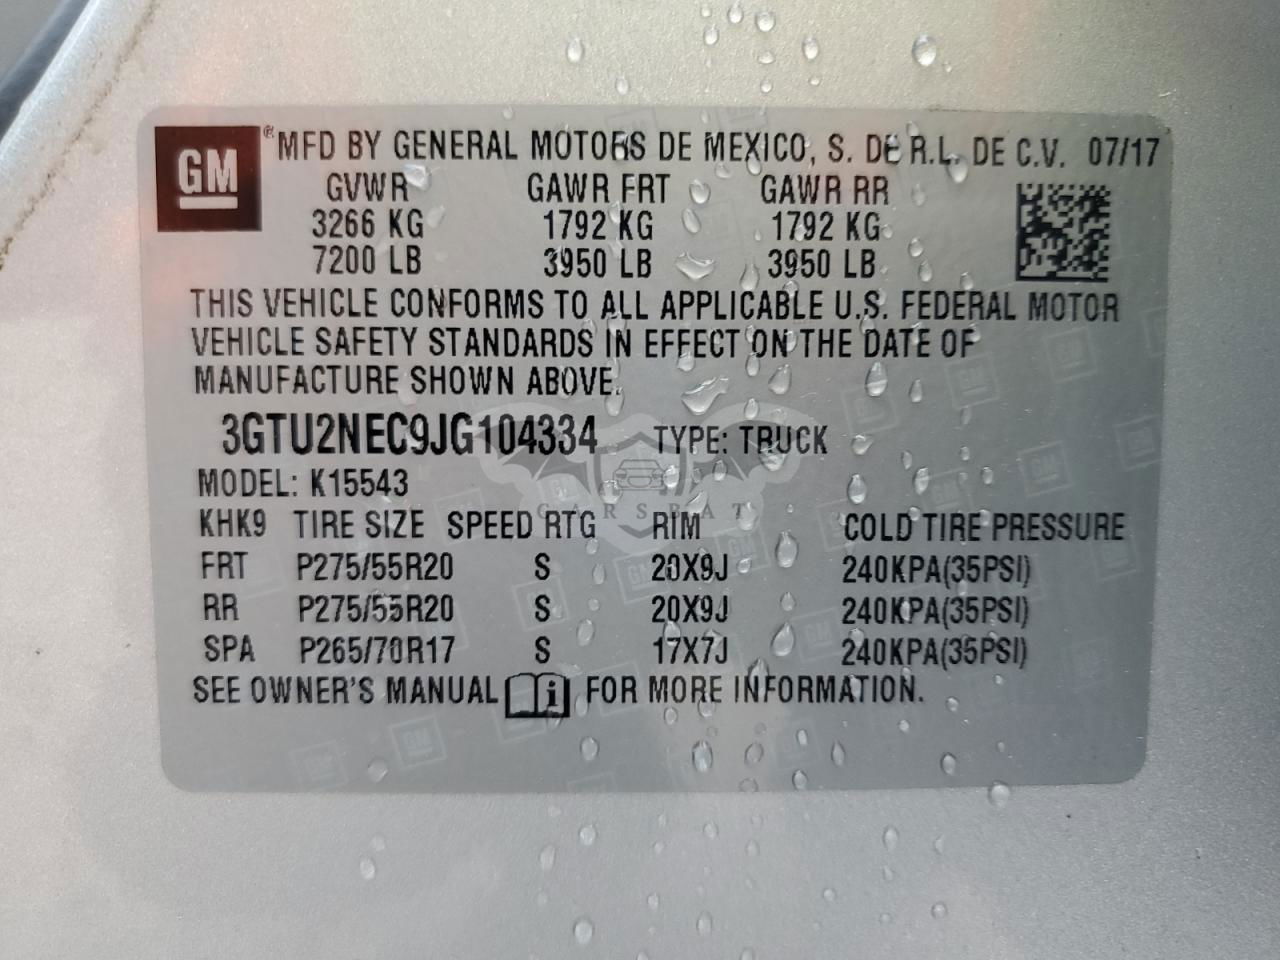 GM
® MFD BY GENERAL MOTORS DE MEXICO, S. DE R.L. DE C.V. 07/17
GVWR GAWR FRT GAWR RR
3266 KG 1792 KG 1792 KG
7200 LB 3950 LB 3950 LB
THIS VEHICLE CONFORMS TO ALL APPLICABLE U.S. FEDERAL MOTOR
VEHICLE SAFETY STANDARDS IN EFFECT ON THE DATE OF
MANUFACTURE SHOWN ABOVE.
3GTU2NEC9JG104334 TYPE: TRUCK
MODEL: K15543
CARSBAT
KHK9 TIRE SIZE SPEED RTG RIM COLD TIRE PRESSURE
FRT P275/55R20 S 20X9J 240KPA(35PSI)
RR P275/55R20 S 20X9J 240KPA(35PSI)
SPA P265/70R17 S 17X7J 240KPA(35PSI)
SEE OWNER'S MANUAL i FOR MORE INFORMATION.